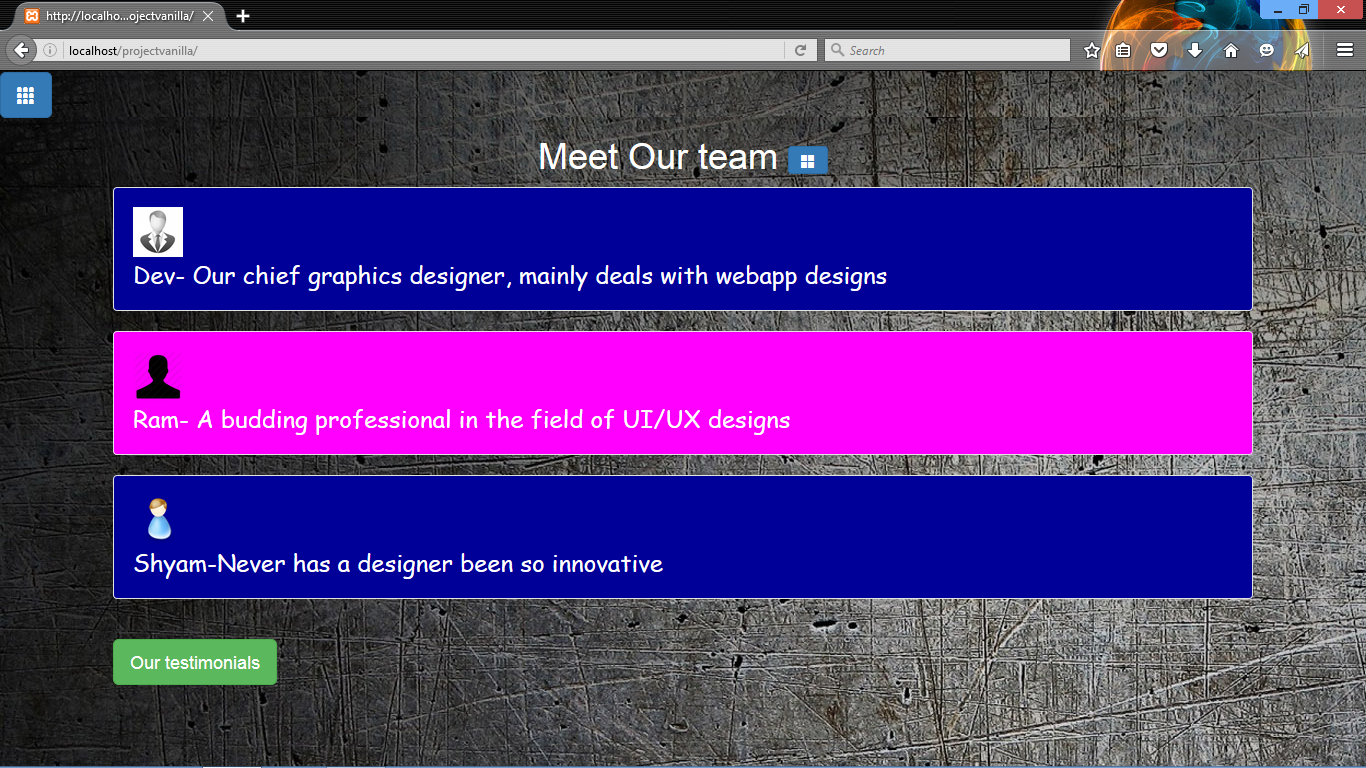 http://localho...ojectvanilla/
localhost/projectvanilla/
Search
Meet Our team
Dev- Our chief graphics designer, mainly deals with webapp designs
Ram- A budding professional in the field of UI/UX designs
Shyam-Never has a designer been so innovative
Our testimonials